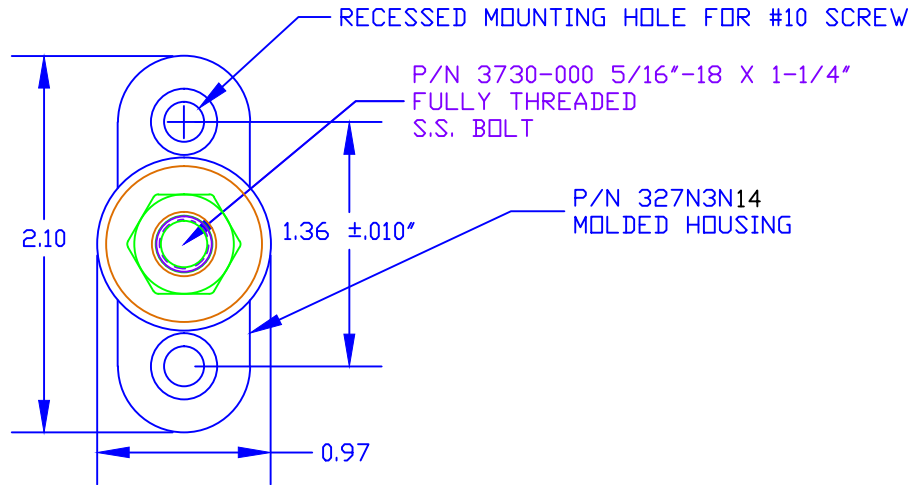 RECESSED MOUNTING HOLE FOR #10 SCREW
P/N 3730-000 5/16"-18 X 1-1/4"
FULLY THREADED
S.S. BOLT
P/N 327N3N14
MOLDED HOUSING
2.10
1.36 ±.010"
0.97